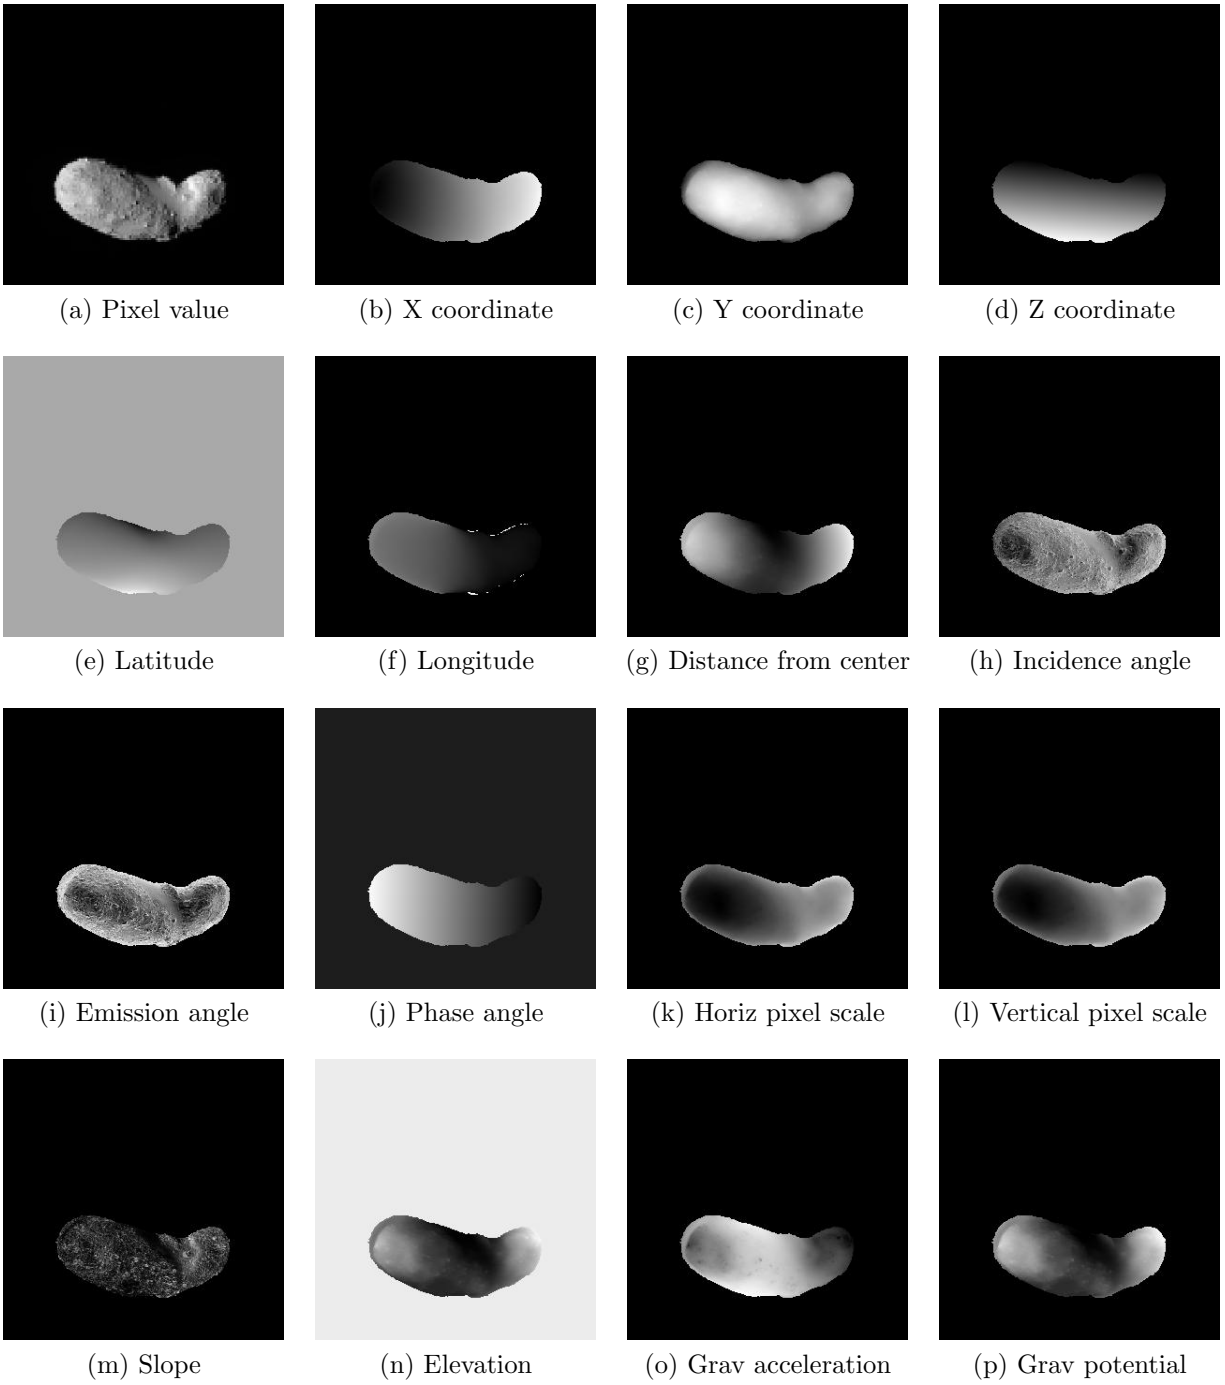 (a) Pixel value
(b) X coordinate
(c) Y coordinate
(d) Z coordinate
(e) Latitude
(f) Longitude
(g) Distance from center
(h) Incidence angle
(i) Emission angle
(j) Phase angle
(k) Horiz pixel scale
(l) Vertical pixel scale
(m) Slope
(n) Elevation
(o) Grav acceleration
(p) Grav potential